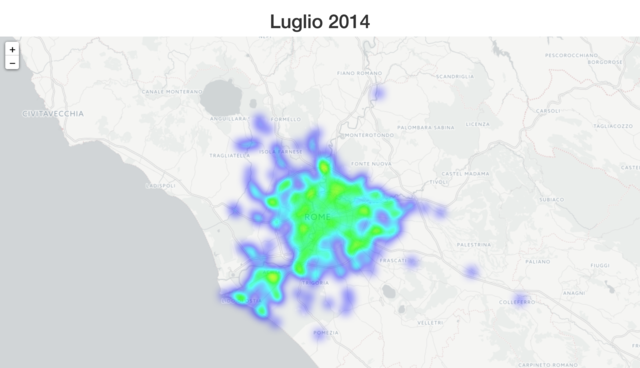 Luglio 2014
+
−
PESCOROCCHIANO
BORGOROSE
FIANO ROMANO
SCANDRIGLIA
CANALE MONTERANO
CIVITAVECCHIA
ANGUILLARA
FORMELLO
CARSOLI
MONTEROTONDO
PALOMBARA SABINA
LICENZA
TAGLIACOZZO
TRAGLIATELLA
FONTE NUOVA
CASTEL MADAMA
TIVOLI
LADISPOLI
SUBIACO
ROME
PALESTRINA
FRASCATI
PALIANO
FIUGGI
ANAGNI
COLLEFERRO
VELLETRI
POMEZIA
CARPINETO ROMANO